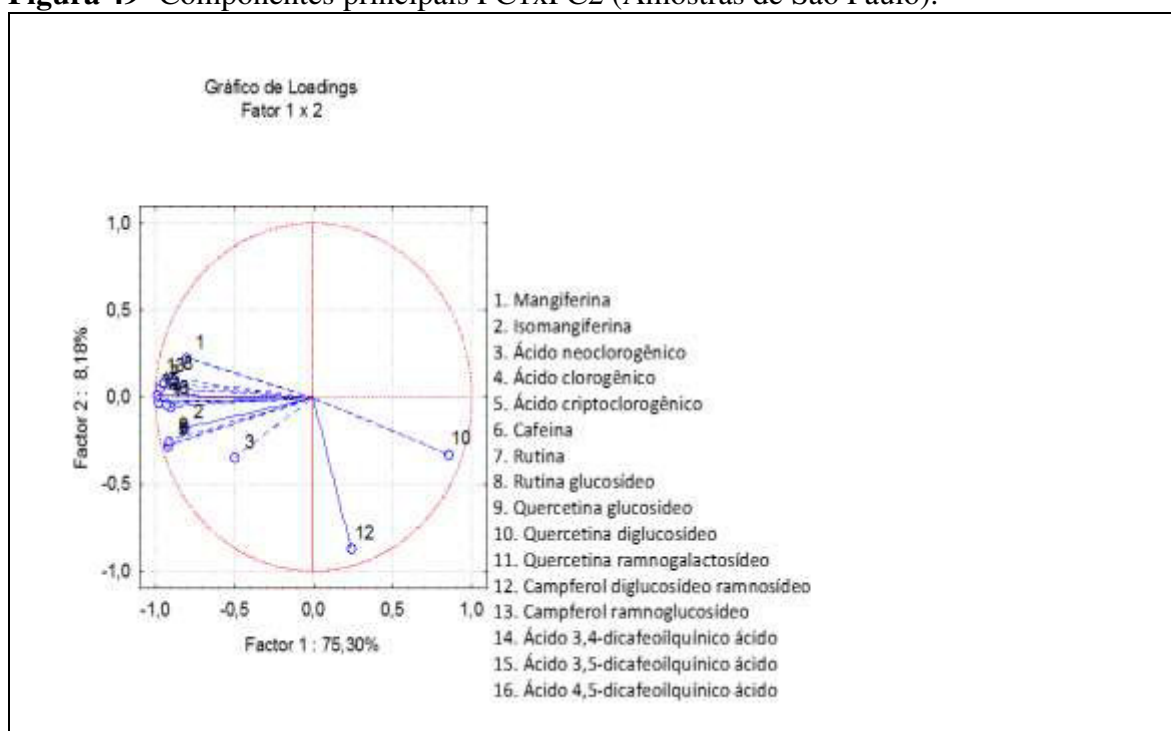 Figura 49- Componentes principais PC1xPC2 (Amostras de São Paulo).
Gráfico de Loadings
Fator 1 x 2
1,0
0,5
0,0
-0,5
-1,0
Factor 2 : 8,18%
1
2
3
10
12
-1,0
-0,5
0,0
0,5
1,0
Factor 1 : 75,30%
1. Mangiferina
2. Isomangiferina
3. Ácido neoclorogênico
4. Ácido clorogênico
5. Ácido criptoclorogênico
6. Cafeina
7. Rutina
8. Rutina glucosídeo
9. Quercetina glucosideo
10. Quercetina diglucosídeo
11. Quercetina ramnogalactosídeo
12. Campferol diglucosídeo ramnosídeo
13. Campferol ramnoglucosídeo
14. Ácido 3,4-dicafeoilquínico ácido
15. Ácido 3,5-dicafeoilquínico ácido
16. Ácido 4,5-dicafeoilquínico ácido